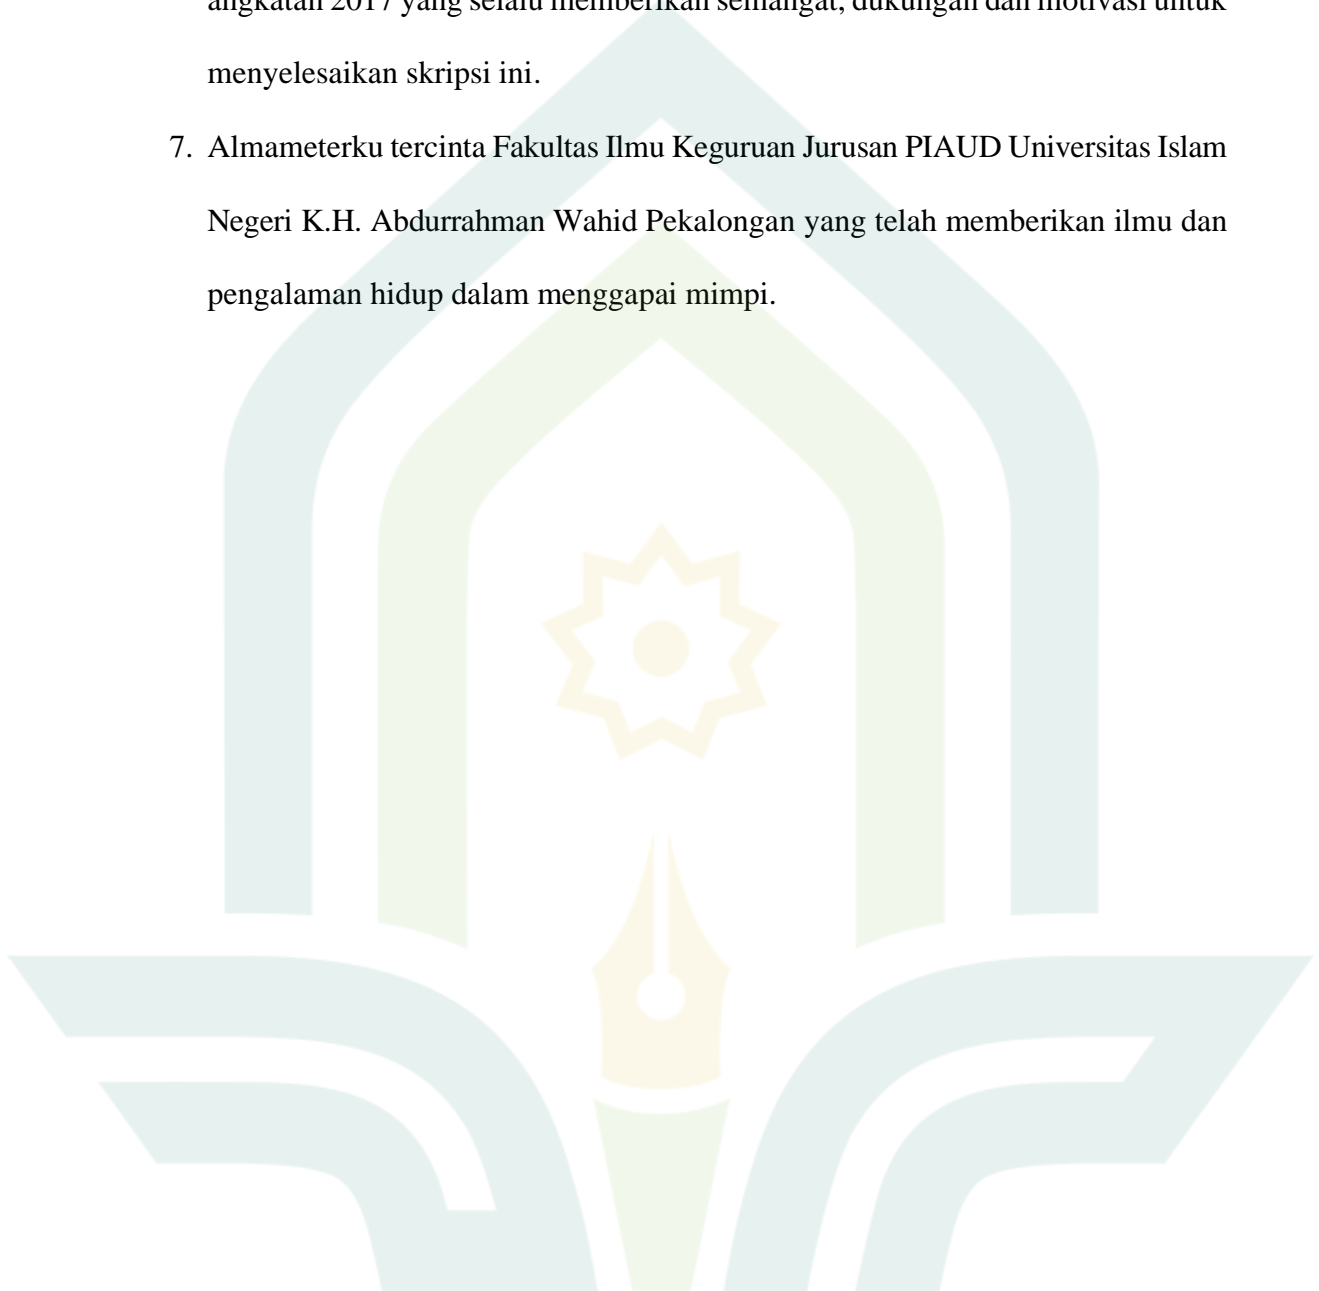 angkatan 2017 yang selalu memberikan semangat, dukungan dan motivasi untuk
menyelesaikan skripsi ini.
7. Almameterku tercinta Fakultas Ilmu Keguruan Jurusan PIAUD Universitas Islam
Negeri K.H. Abdurrahman Wahid Pekalongan yang telah memberikan ilmu dan
pengalaman hidup dalam menggapai mimpi.